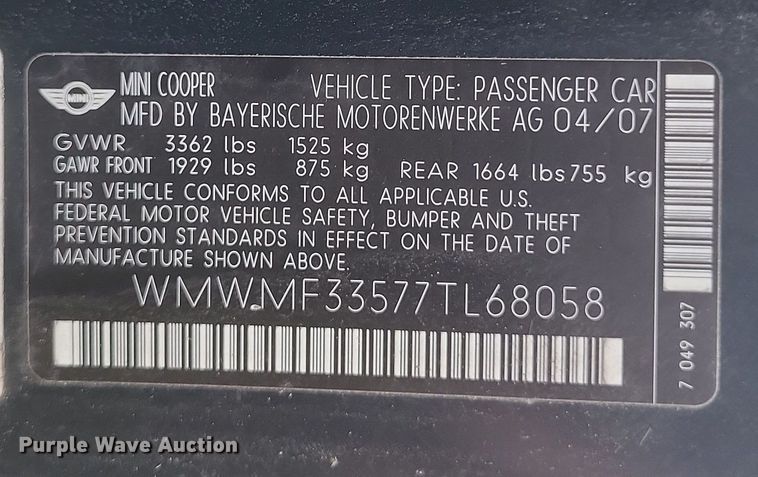 MINI
MINI COOPER VEHICLE TYPE: PASSENGER CAR
MFD BY BAYERISCHE MOTORENWERKE AG 04/07
GVWR 3362 lbs 1525 kg
GAWR FRONT 1929 lbs 875 kg REAR 1664 lbs 755 kg
THIS VEHICLE CONFORMS TO ALL APPLICABLE U.S.
FEDERAL MOTOR VEHICLE SAFETY, BUMPER AND THEFT
PREVENTION STANDARDS IN EFFECT ON THE DATE OF
MANUFACTURE SHOWN ABOVE.
WMWMF33577TL68058
7 049 307
Purple Wave Auction